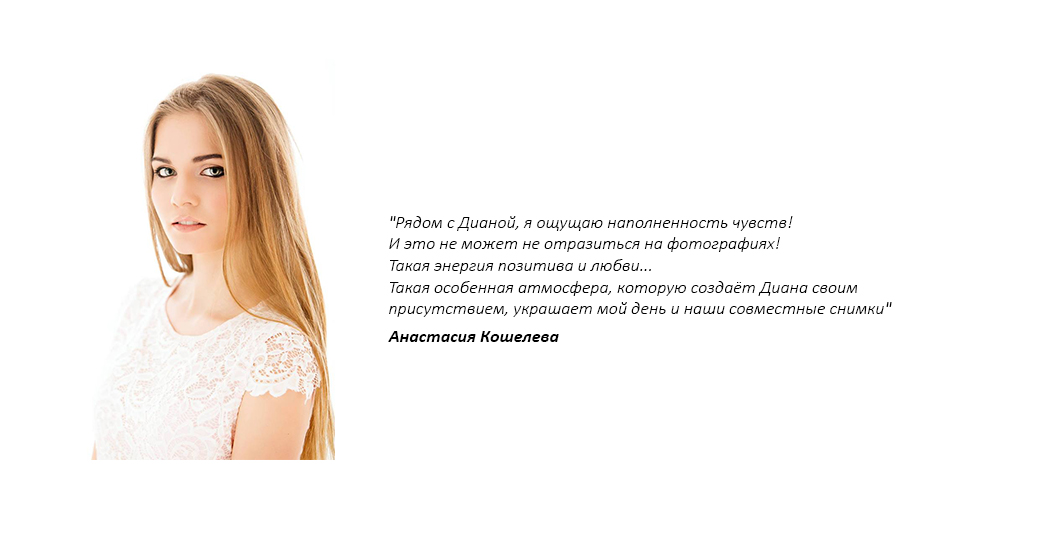 "Рядом с Дианой, я ощущаю наполненность чувств!
И это не может не отразиться на фотографиях!
Такая энергия позитива и любви...
Такая особенная атмосфера, которую создаёт Диана своим
присутствием, украшает мой день и наши совместные снимки"
Анастасия Кошелева